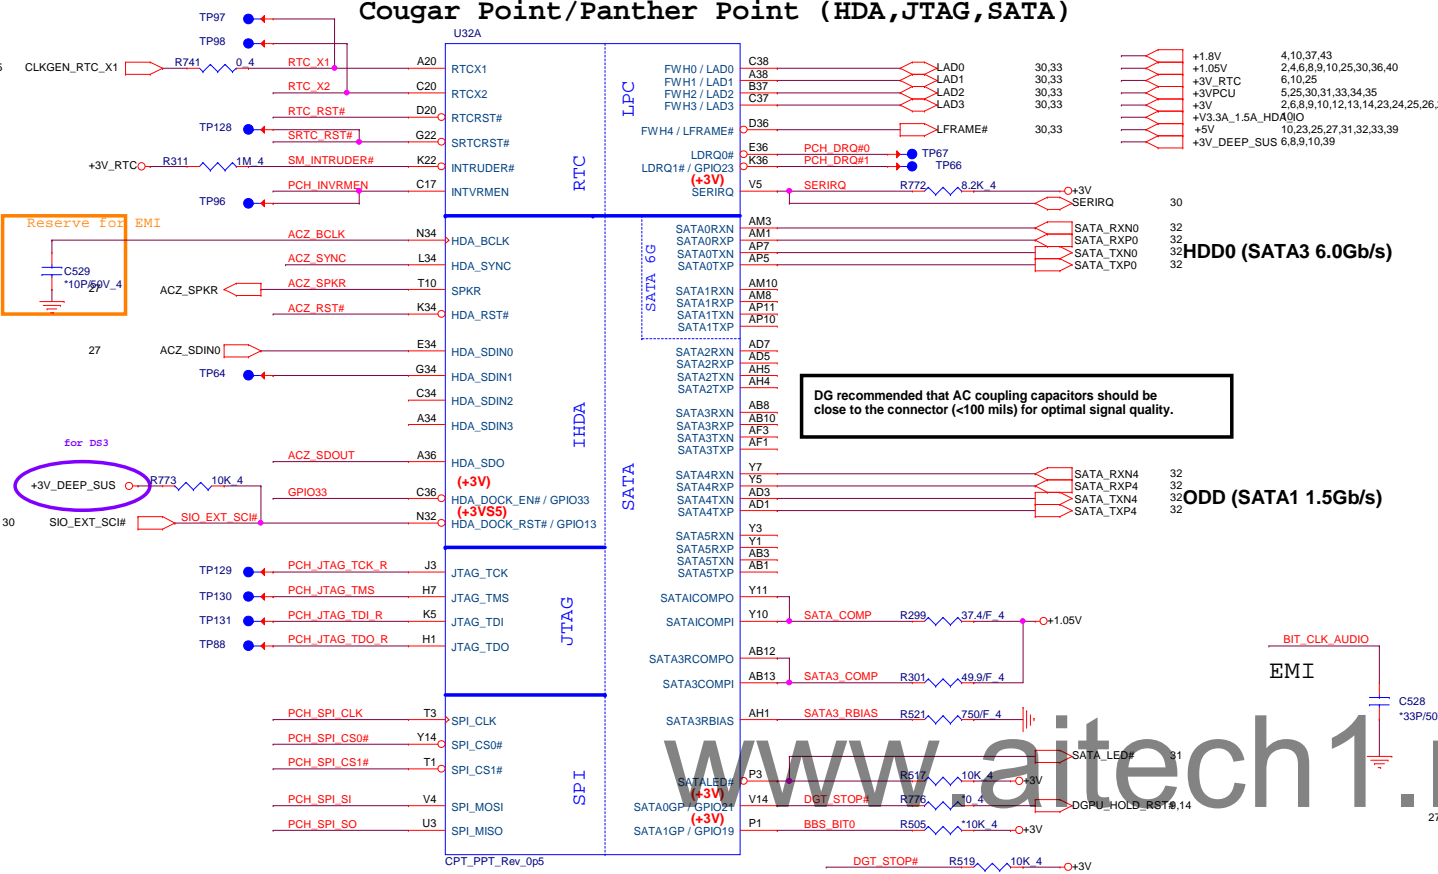 Cougar Point/Panther Point (HDA,JTAG,SATA)
U32A
TP97
TP98
CLKGEN_RTC_X1
R741
0_4
RTC_X1
A20
RTCX1
RTC_X2
C20
RTCX2
RTC_RST#
D20
RTCRST#
TP128
SRTC_RST#
G22
SRTCRST#
+3V_RTC
R311
1M_4
SM_INTRUDER#
K22
INTRUDER#
PCH_INVRMEN
C17
INTVRMEN
TP96
RTC
LPC
FWH0 / LAD0
C38
LAD0
30,33
FWH1 / LAD1
A38
LAD1
30,33
FWH2 / LAD2
B37
LAD2
30,33
FWH3 / LAD3
C37
LAD3
30,33
FWH4 / LFRAME#
D36
LFRAME#
30,33
LDRQ0#
E36
PCH_DRQ#0
TP67
LDRQ1# / GPIO23
K36
PCH_DRQ#1
TP66
(+3V)
SERIRQ
V5
SERIRQ
R772
8.2K_4
+3V
SERIRQ
30
+1.8V
4,10,37,43
+1.05V
2,4,6,8,9,10,25,30,36,40
+3V_RTC
6,10,25
+3VPCU
5,25,30,31,33,34,35
+3V
2,6,8,9,10,12,13,14,23,24,25,26,
+V3.3A_1.5A_HDA_IO
10
+5V
10,23,25,27,31,32,33,39
+3V_DEEP_SUS
6,8,9,10,39
Reserve for EMI
C529
*10P/50V_4
ACZ_BCLK
N34
HDA_BCLK
ACZ_SYNC
L34
HDA_SYNC
27
ACZ_SPKR
ACZ_SPKR
T10
SPKR
ACZ_RST#
K34
HDA_RST#
27
ACZ_SDIN0
E34
HDA_SDIN0
TP64
G34
HDA_SDIN1
C34
HDA_SDIN2
A34
HDA_SDIN3
IHDA
for DS3
+3V_DEEP_SUS
R773
10K_4
ACZ_SDOUT
A36
HDA_SDO
(+3V)
GPIO33
C36
HDA_DOCK_EN# / GPIO33
(+3VS5)
30
SIO_EXT_SCI#
SIO_EXT_SCI#
N32
HDA_DOCK_RST# / GPIO13
SATA 6G
SATA
SATA0RXN
AM3
SATA_RXN0
32
SATA0RXP
AM1
SATA_RXP0
32
SATA0TXN
AP7
SATA_TXN0
32
SATA0TXP
AP5
SATA_TXP0
32
HDD0 (SATA3 6.0Gb/s)
SATA1RXN
AM10
SATA1RXP
AM8
SATA1TXN
AP11
SATA1TXP
AP10
SATA2RXN
AD7
SATA2RXP
AD5
SATA2TXN
AH5
SATA2TXP
AH4
DG recommended that AC coupling capacitors should be
close to the connector (<100 mils) for optimal signal quality.
SATA3RXN
AB8
SATA3RXP
AB10
SATA3TXN
AF3
SATA3TXP
AF1
SATA4RXN
Y7
SATA_RXN4
32
SATA4RXP
Y5
SATA_RXP4
32
SATA4TXN
AD3
SATA_TXN4
32
SATA4TXP
AD1
SATA_TXP4
32
ODD (SATA1 1.5Gb/s)
SATA5RXN
Y3
SATA5RXP
Y1
SATA5TXN
AB3
SATA5TXP
AB1
TP129
PCH_JTAG_TCK_R
J3
JTAG_TCK
TP130
PCH_JTAG_TMS
H7
JTAG_TMS
TP131
PCH_JTAG_TDI_R
K5
JTAG_TDI
TP88
PCH_JTAG_TDO_R
H1
JTAG_TDO
JTAG
SATAICOMPO
Y11
SATAICOMPI
Y10
SATA_COMP
R299
37.4/F_4
+1.05V
SATA3RCOMPO
AB12
SATA3COMPI
AB13
SATA3_COMP
R301
49.9/F_4
SATA3RBIAS
AH1
SATA3_RBIAS
R521
750/F_4
BIT_CLK_AUDIO
EMI
C528
*33P/50
PCH_SPI_CLK
T3
SPI_CLK
PCH_SPI_CS0#
Y14
SPI_CS0#
PCH_SPI_CS1#
T1
SPI_CS1#
PCH_SPI_SI
V4
SPI_MOSI
PCH_SPI_SO
U3
SPI_MISO
SPI
SATA_LED#
31
SATALED#
P3
R517
10K_4
+3V
(+3V)
SATA0GP / GPIO21
V14
DGT_STOP#
R776
*0_4
DGPU_HOLD_RST#
9,14
(+3V)
SATA1GP / GPIO19
P1
BBS_BIT0
R505
*10K_4
+3V
27
CPT_PPT_Rev_0p5
DGT_STOP#
R519
10K_4
+3V
www.aitech1.